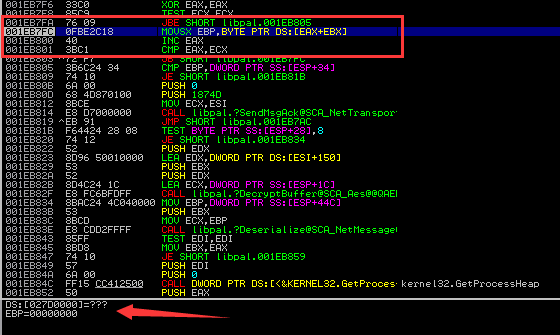 001EB7F6 33C0 XOR EAX,EAX
001EB7F8 85C9 TEST ECX,ECX
001EB7FA 76 09 JBE SHORT libpal.001EB805
001EB7FC 0FBE2C18 MOVSX EBP,BYTE PTR DS:[EAX+EBX]
001EB800 40 INC EAX
001EB801 3BC1 CMP EAX,ECX
001EB803 ^72 F7 JB SHORT libpal.
001EB805 3B6C24 34 CMP EBP,DWORD PTR SS:[ESP+34]
001EB809 74 10 JE SHORT libpal.001EB81B
001EB80B 6A 00 PUSH 0
001EB80D 68 4D870100 PUSH 1874D
001EB812 8BCE MOV ECX,ESI
001EB814 E8 D7000000 CALL libpal.?SendMsgAck@SCA_NetTranspor
001EB819 ^EB 91 JMP SHORT libpal.001EB7AC
001EB81B F64424 28 08 TEST BYTE PTR SS:[ESP+28],8
001EB820 74 12 JE SHORT libpal.001EB834
001EB822 52 PUSH EDX
001EB823 8D96 50010000 LEA EDX,DWORD PTR DS:[ESI+150]
001EB829 53 PUSH EBX
001EB82A 52 PUSH EDX
001EB82B 8D4C24 1C LEA ECX,DWORD PTR SS:[ESP+1C]
001EB82F E8 FC6BFDFF CALL libpal.?DecryptBuffer@SCA_Aes@@QAE
001EB834 8BAC24 4C040000 MOV EBP,DWORD PTR SS:[ESP+44C]
001EB83B 53 PUSH EBX
001EB83C 8BCD MOV ECX,EBP
001EB83E E8 CDD2FFFF CALL libpal.?Deserialize@SCA_NetMessage
001EB843 85FF TEST EDI,EDI
001EB845 8BD8 MOV EBX,EAX
001EB847 74 10 JE SHORT libpal.001EB859
001EB849 57 PUSH EDI
001EB84A 6A 00 PUSH 0
001EB84C FF15 CC412500 CALL DWORD PTR DS:[<&KERNEL32.GetProces kernel32.GetProcessHeap
001EB852 50 PUSH EAX
DS:[027D0000]=???
EBP=00000000